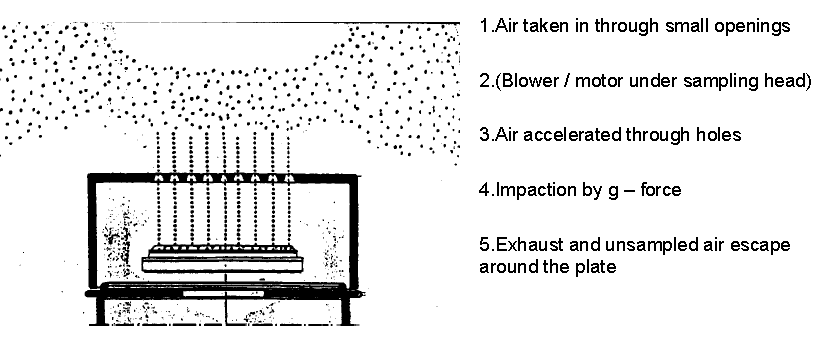 1.Air taken in through small openings
2.(Blower / motor under sampling head)
3.Air accelerated through holes
4.Impaction by g – force
5.Exhaust and unsampled air escape
around the plate